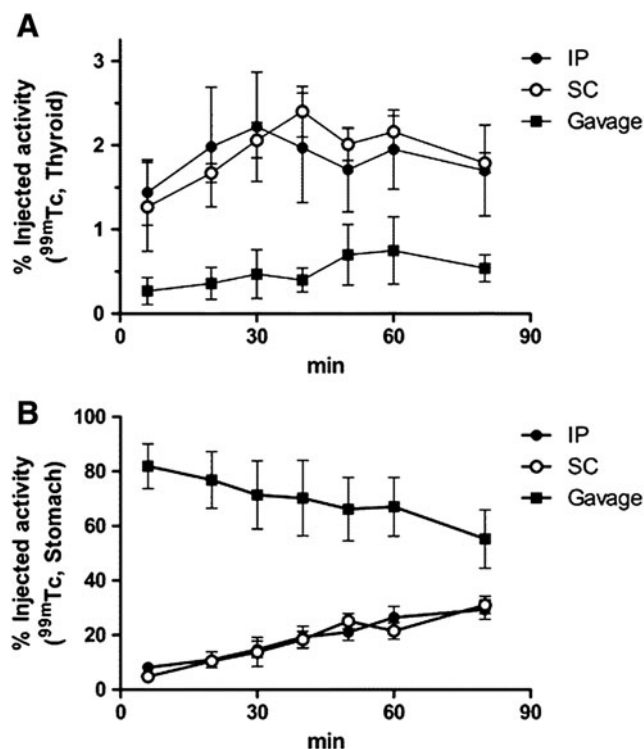 A
% Injected activity
(⁹⁹ᵐTc, Thyroid)
3
2
1
0
0
30
60
90
min
IP
SC
Gavage
B
% Injected activity
(⁹⁹ᵐTc, Stomach)
100
80
60
40
20
0
0
30
60
90
min
IP
SC
Gavage